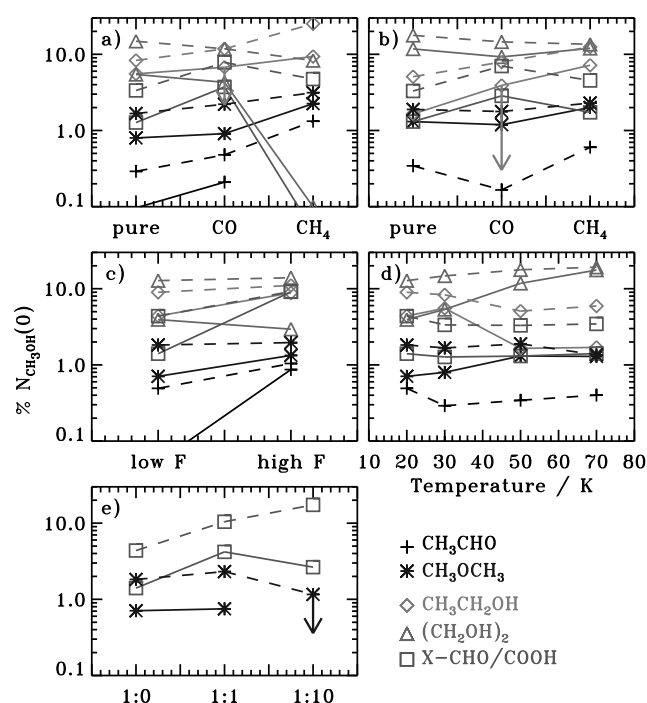 a)
b)
10.0
1.0
0.1
pure CO CH₄ pure CO CH₄
c)
d)
% N_CH₃OH(0)
10.0
1.0
0.1
low F high F 10 20 30 40 50 60 70 80
Temperature / K
e)
10.0
1.0
0.1
1:0 1:1 1:10
CH₃CHO
CH₃OCH₃
CH₃CH₂OH
(CH₂OH)₂
X-CHO/COOH